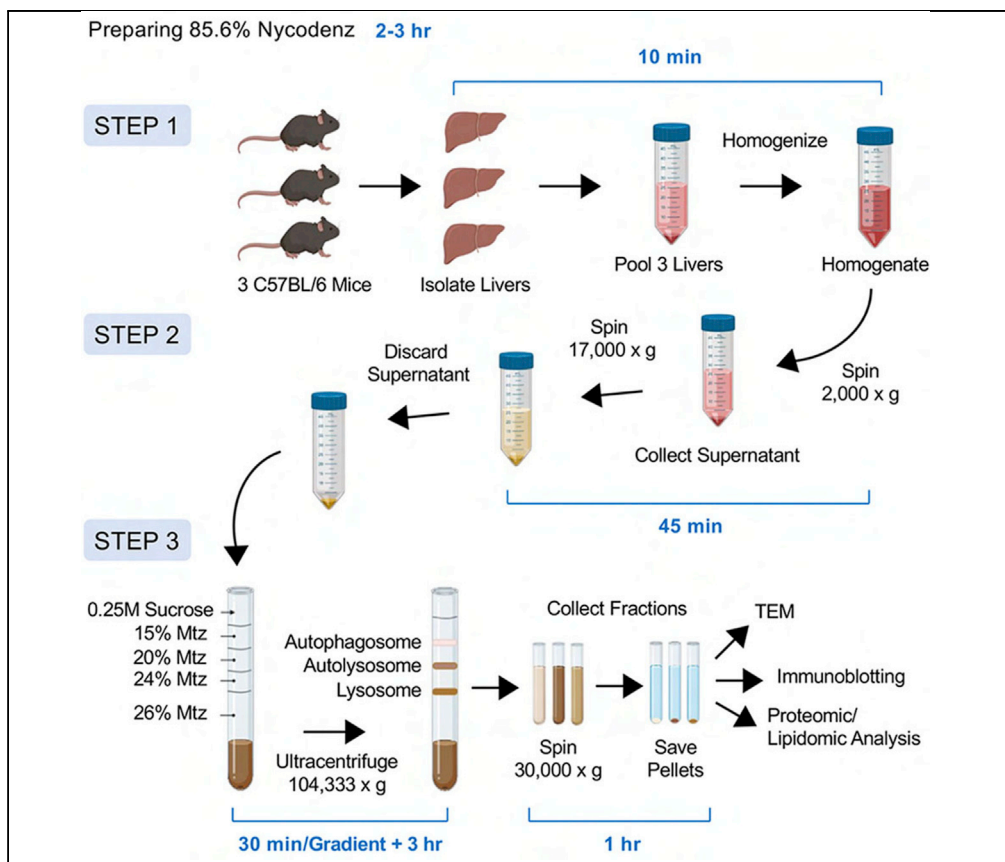 Preparing 85.6% Nycodenz 2-3 hr
10 min
STEP 1
Homogenize
3 C57BL/6 Mice
Isolate Livers
Pool 3 Livers
Homogenate
STEP 2
Discard
Supernatant
Spin
17,000 x g
Spin
2,000 x g
Collect Supernatant
45 min
STEP 3
0.25M Sucrose
15% Mtz
20% Mtz
24% Mtz
26% Mtz
Ultracentrifuge
104,333 x g
Autophagosome
Autolysosome
Lysosome
Collect Fractions
Spin
30,000 x g
Save
Pellets
TEM
Immunoblotting
Proteomic/
Lipidomic Analysis
30 min/Gradient + 3 hr
1 hr